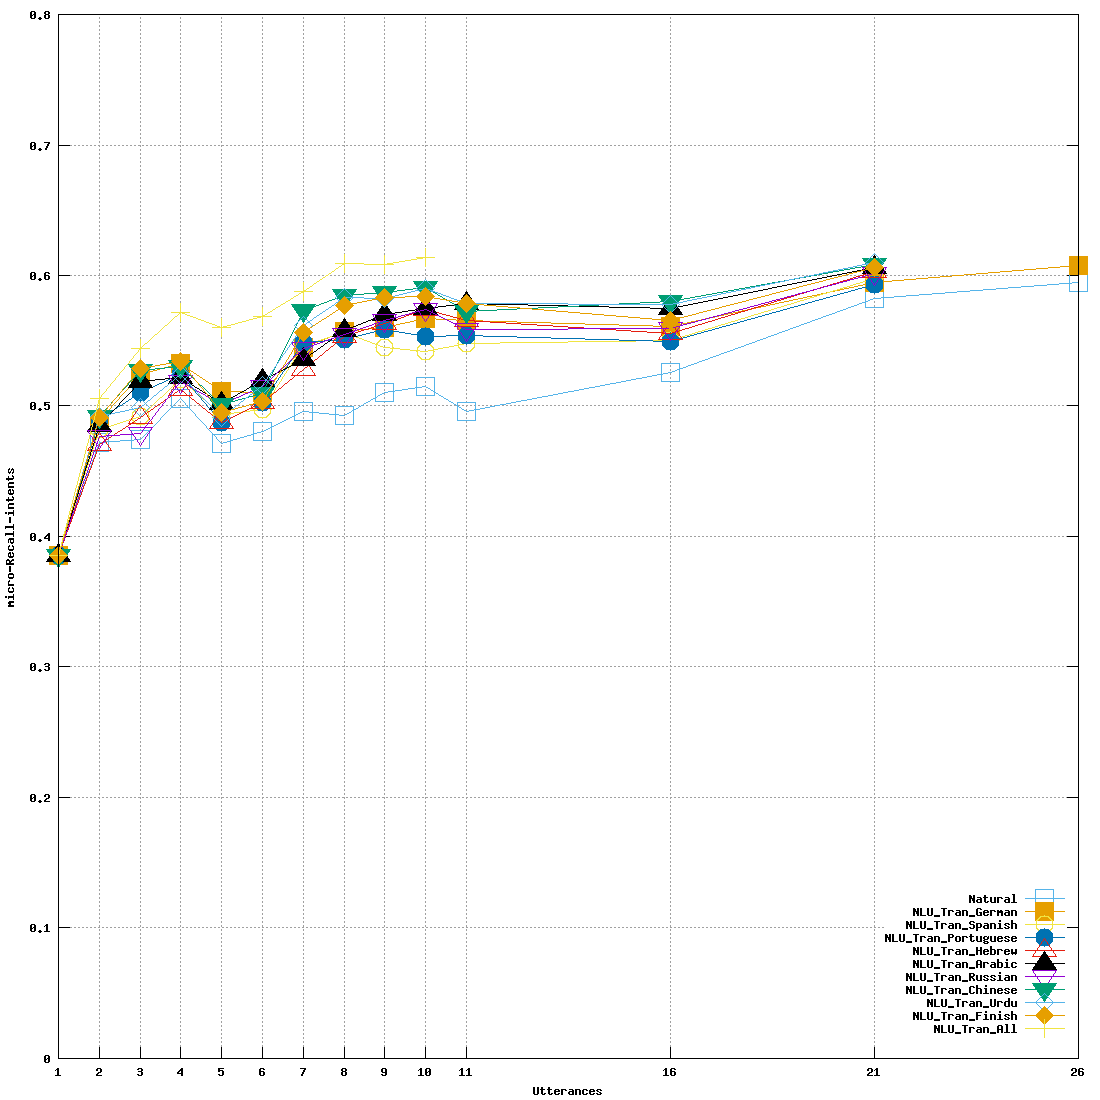 0.8
0.7
0.6
0.5
0.4
0.3
0.2
0.1
0
micro-Recall-intents
Natural
NLU_Tran_German
NLU_Tran_Spanish
NLU_Tran_Portuguese
NLU_Tran_Hebrew
NLU_Tran_Arabic
NLU_Tran_Russian
NLU_Tran_Chinese
NLU_Tran_Urdu
NLU_Tran_Finish
NLU_Tran_All
1 2 3 4 5 6 7 8 9 10 11 16 21 26
Utterances